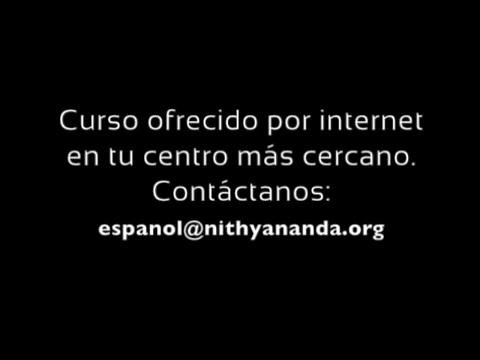 Curso ofrecido por internet
en tu centro más cercano.
Contáctanos:
espanol@nithyananda.org